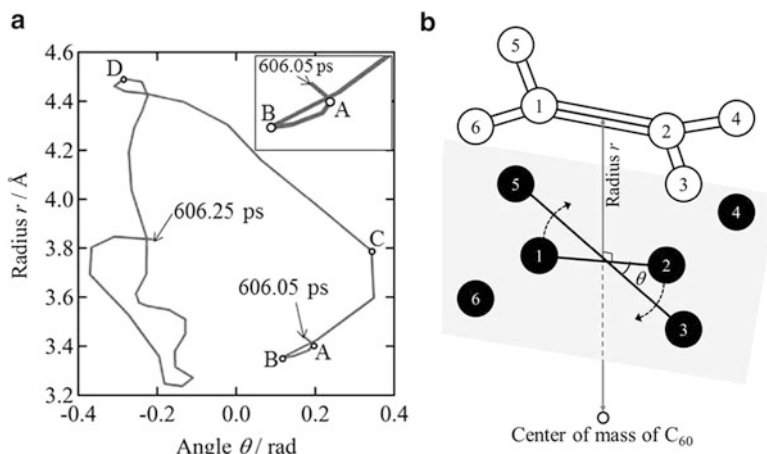 a
b
4.6
4.4
4.2
4.0
3.8
3.6
3.4
3.2
Radius r / Å
-0.4
-0.2
0.0
0.2
0.4
Angle θ / rad
D
606.25 ps
C
606.05 ps
B
A
606.05 ps
B
A
5
1
6
2
4
3
Radius r
5
4
1
2
θ
6
3
Center of mass of C60